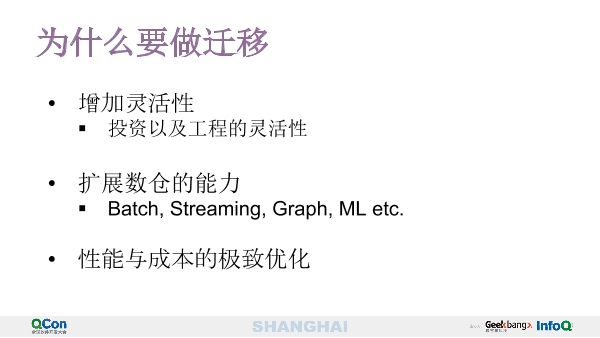 为什么要做迁移
• 增加灵活性
▪ 投资以及工程的灵活性
• 扩展数仓的能力
▪ Batch, Streaming, Graph, ML etc.
• 性能与成本的极致优化
QCon
全球软件开发大会
SHANGHAI
Geekbang
InfoQ